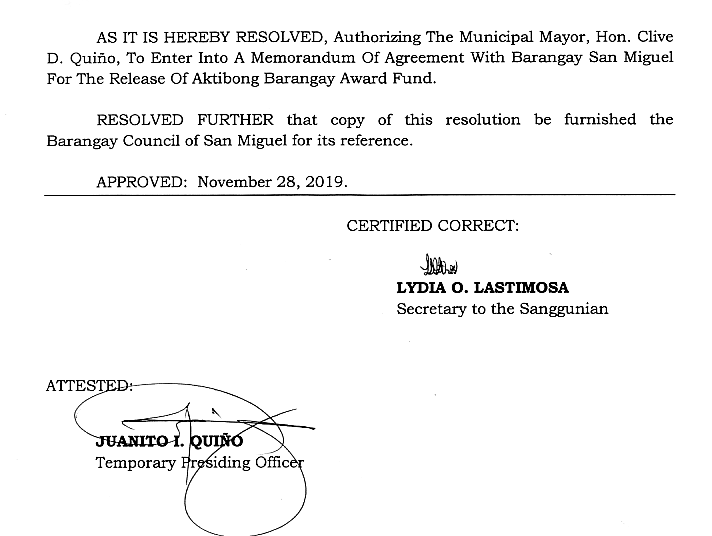 AS IT IS HEREBY RESOLVED, Authorizing The Municipal Mayor, Hon. Clive
D. Quiño, To Enter Into A Memorandum Of Agreement With Barangay San Miguel
For The Release Of Aktibong Barangay Award Fund.
RESOLVED FURTHER that copy of this resolution be furnished the
Barangay Council of San Miguel for its reference.
APPROVED: November 28, 2019.
CERTIFIED CORRECT:
LYDIA O. LASTIMOSA
Secretary to the Sanggunian
ATTESTED:
JUANITO I. QUIÑO
Temporary Presiding Officer